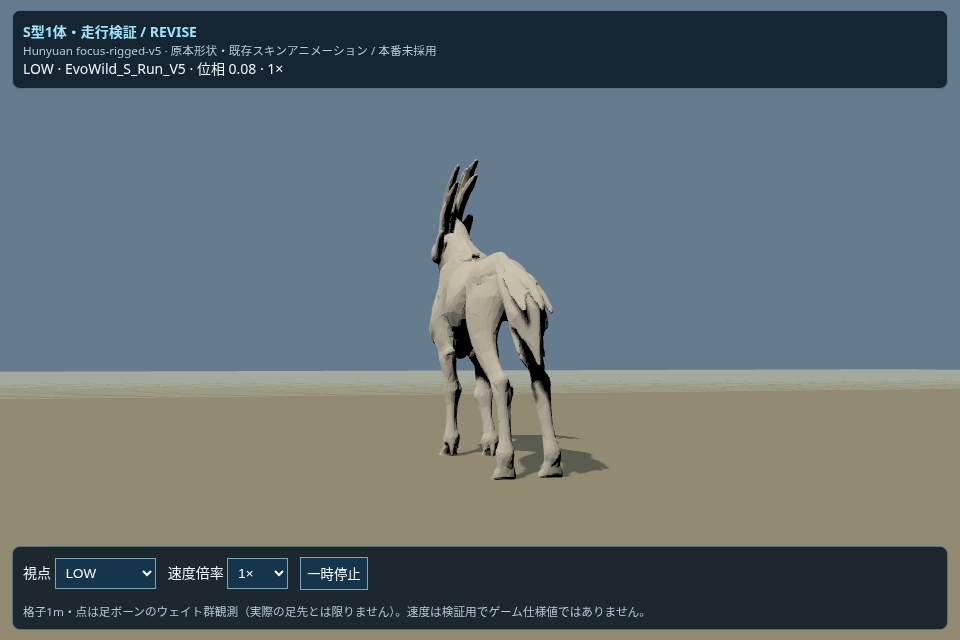 S型1体・走行検証 / REVISE
Hunyuan focus-rigged-v5 · 原本形状・既存スキンアニメーション / 本番未採用
LOW · EvoWild_S_Run_V5 · 位相 0.08 · 1×
視点 LOW 速度倍率 1× 一時停止
格子1m・点は足ボーンのウェイト群観測（実際の足先とは限りません）。速度は検証用でゲーム仕様値ではありません。